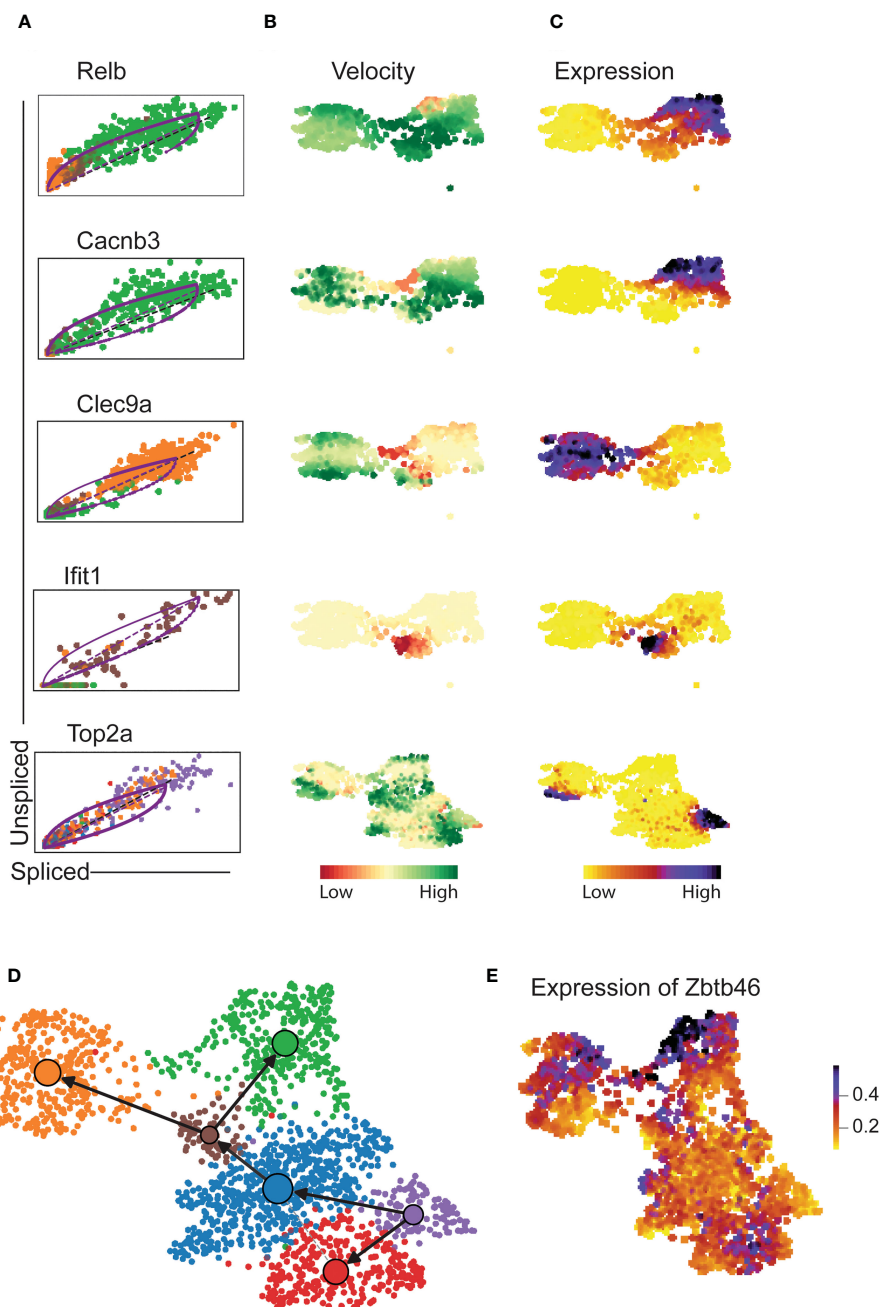 A
B
C
Relb
Velocity
Expression
Cacnb3
Clec9a
Ifit1
Top2a
Unspliced
Spliced
Low
High
Low
High
D
E
Expression of Zbtb46
0.4
0.2